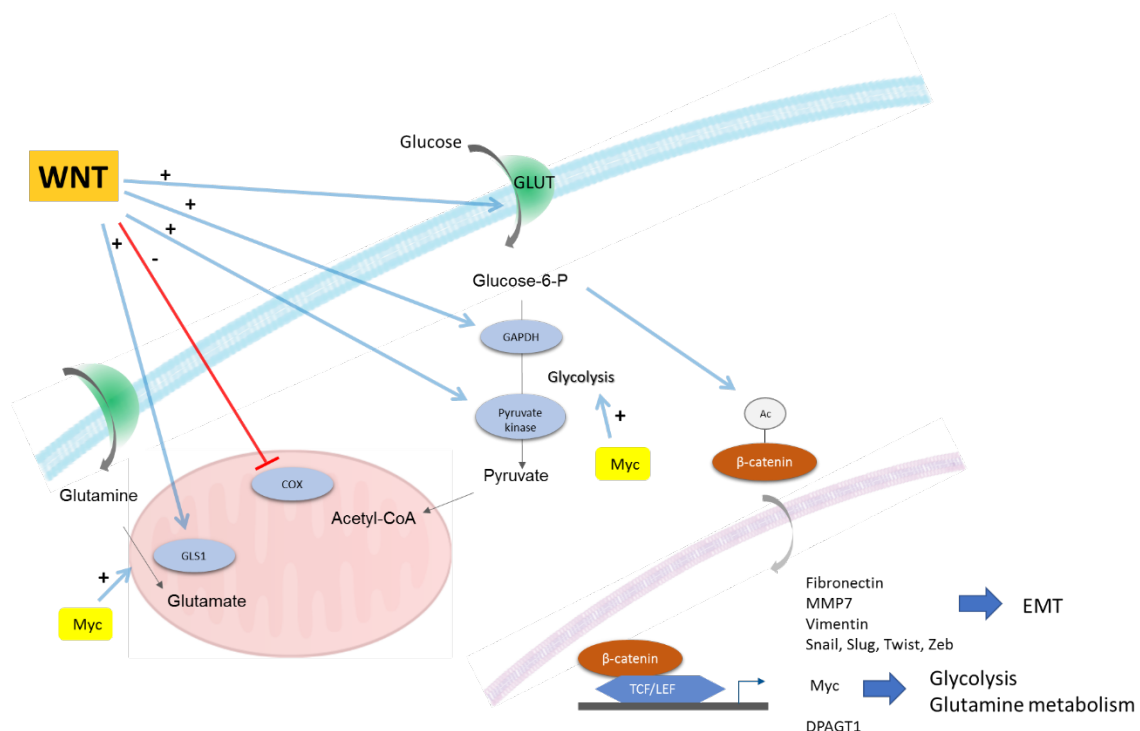 Glucose
WNT
+
GLUT
+
+
+
-
Glucose-6-P
GAPDH
Glycolysis
Pyruvate
kinase
+
Ac
Myc
β-catenin
Pyruvate
Glutamine
COX
Acetyl-CoA
GLS1
+
Glutamate
Myc
Fibronectin
MMP7
Vimentin
Snail, Slug, Twist, Zeb
EMT
β-catenin
TCF/LEF
Myc
Glycolysis
Glutamine metabolism
DPAGT1